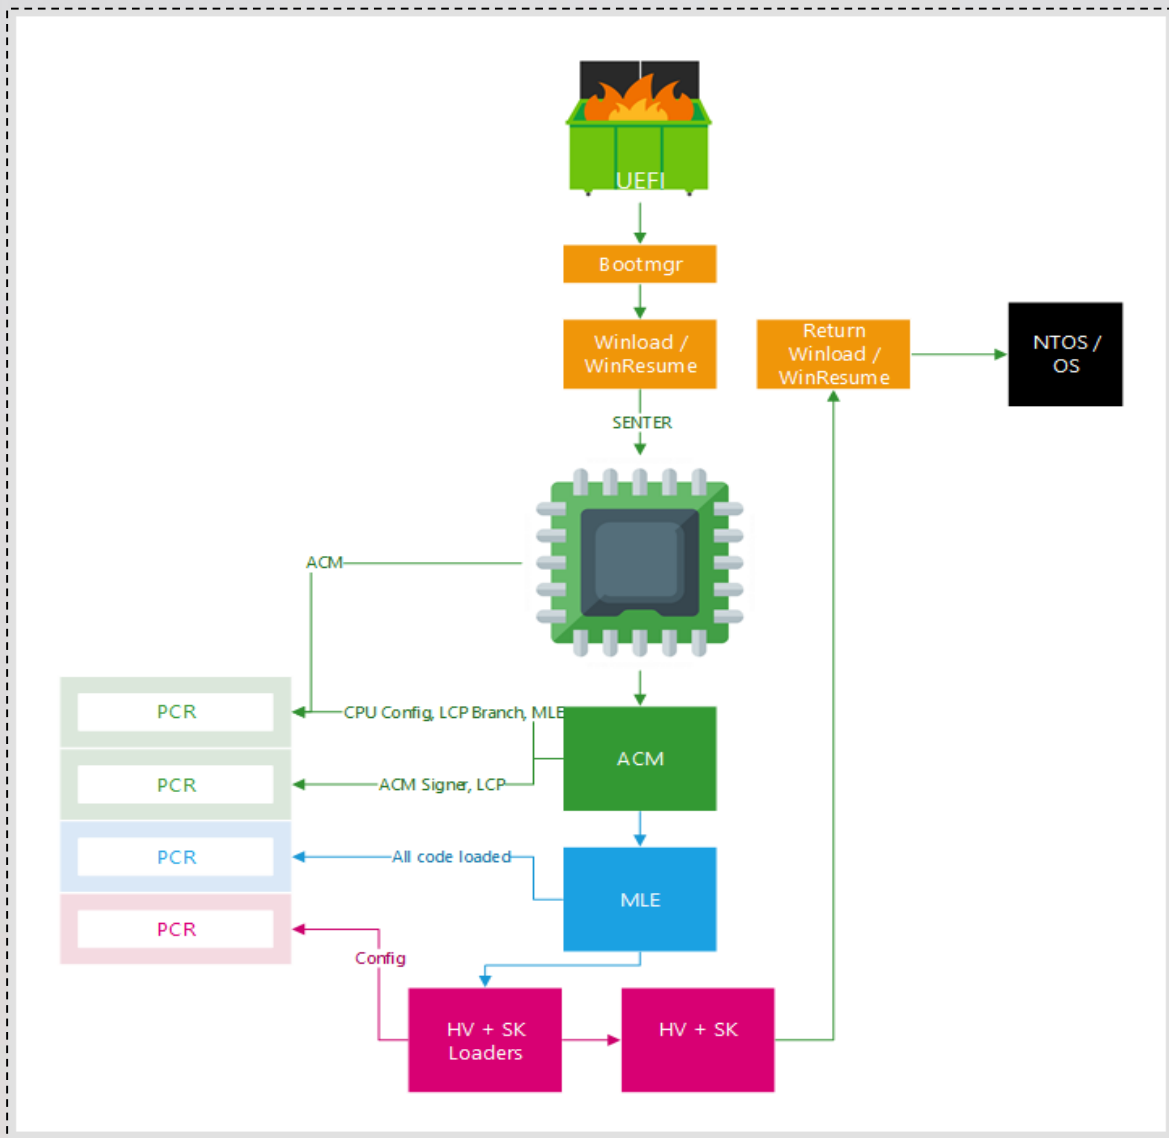 UEFI
Bootmgr
Winload /
WinResume
Return
Winload /
WinResume
NTOS /
OS
SENTER
ACM
PCR
CPU Config, LCP Branch, MLE
ACM
PCR
ACM Signer, LCP
PCR
All code loaded
MLE
PCR
Config
HV + SK
Loaders
HV + SK